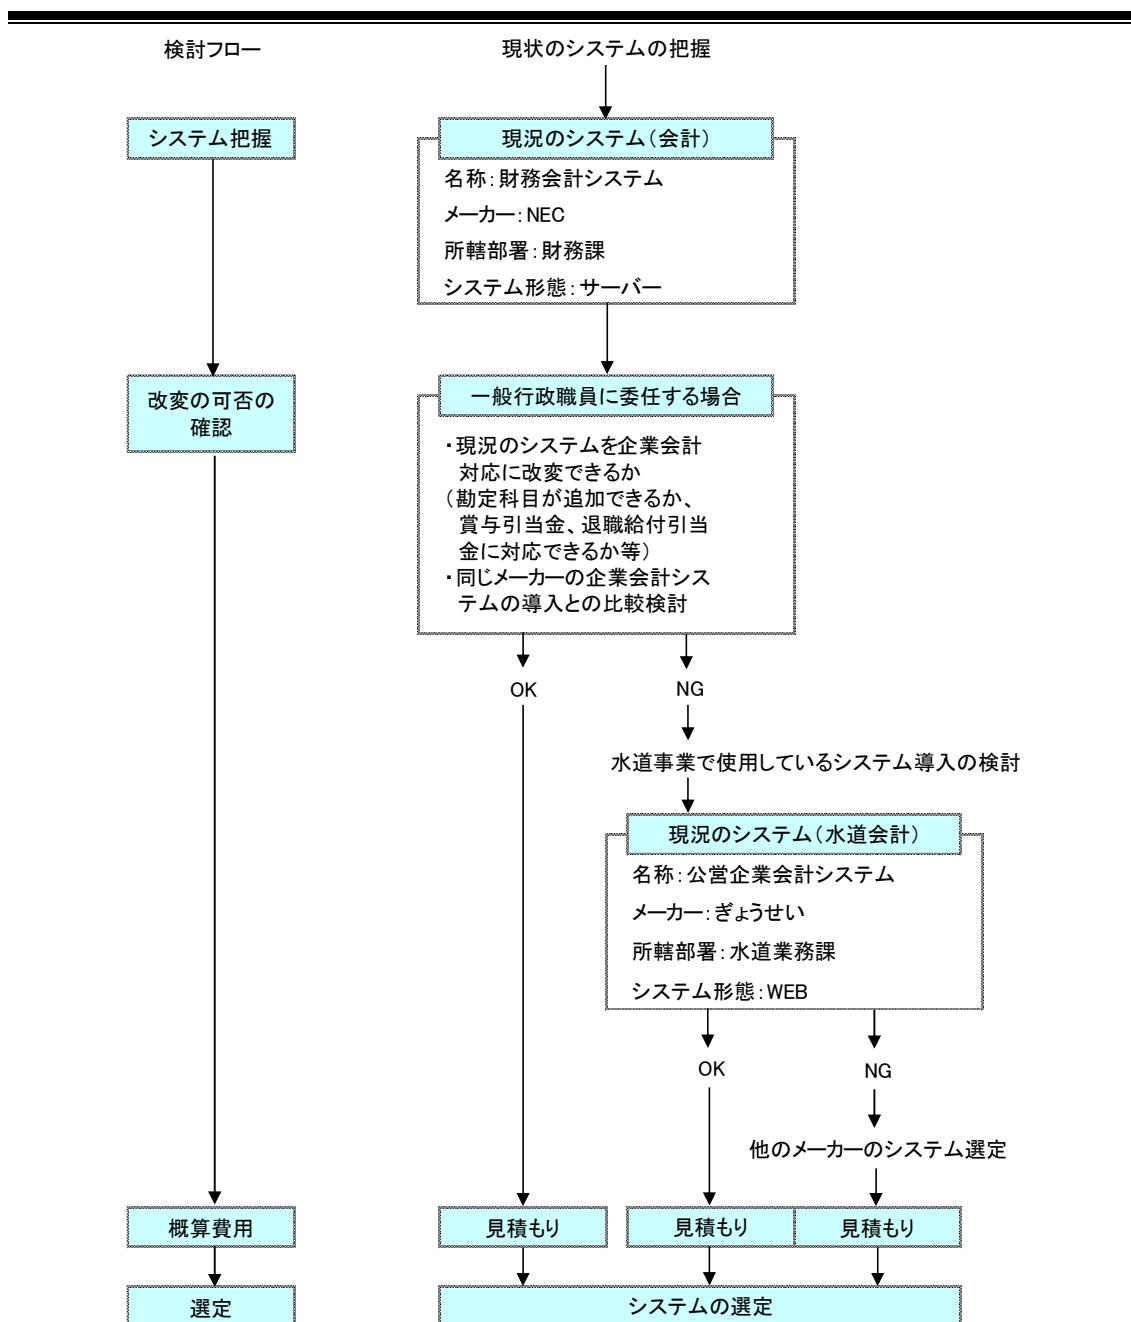 検討フロー
現状のシステムの把握
システム把握
現況のシステム(会計)
名称:財務会計システム
メーカー:NEC
所轄部署:財務課
システム形態:サーバー
改変の可否の
確認
一般行政職員に委任する場合
・現況のシステムを企業会計
対応に改変できるか
(勘定科目が追加できるか、
賞与引当金、退職給付引当
金に対応できるか等)
・同じメーカーの企業会計シス
テムの導入との比較検討
OK
NG
水道事業で使用しているシステム導入の検討
現況のシステム(水道会計)
名称:公営企業会計システム
メーカー:ぎょうせい
所轄部署:水道業務課
システム形態:WEB
OK
NG
他のメーカーのシステム選定
概算費用
見積もり
見積もり
見積もり
選定
システムの選定